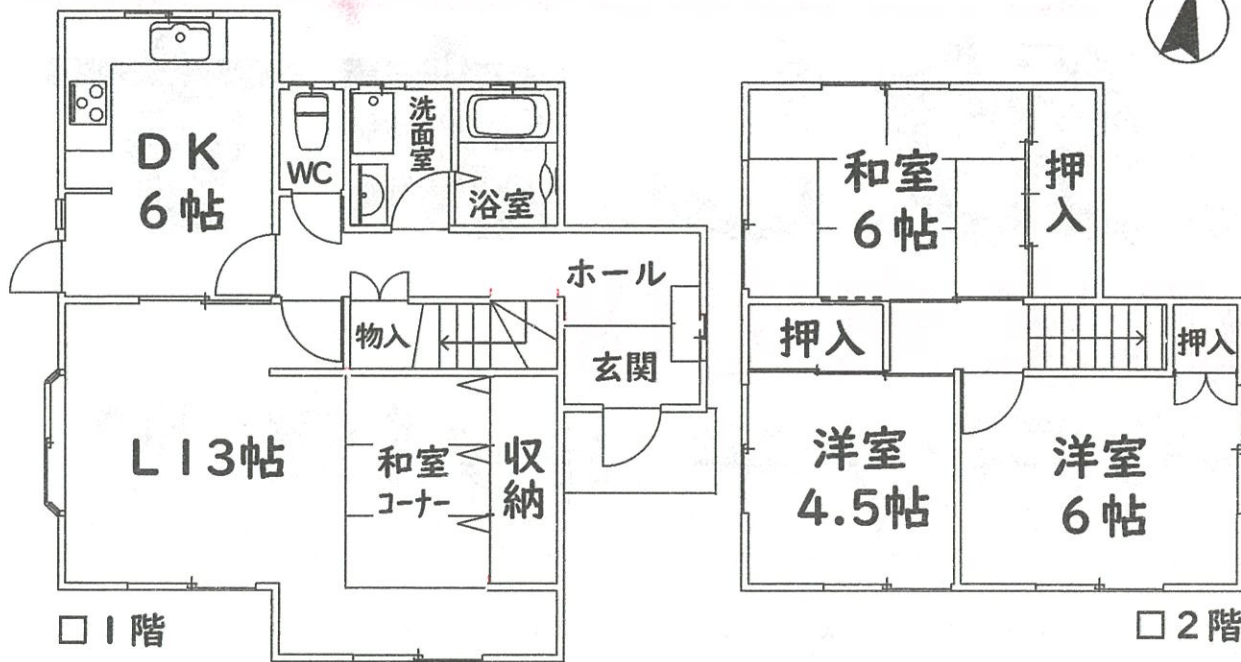 DK
6帖
WC
洗面室
浴室
ホール
物入
玄関
L13帖
和室
コーナー
収納
□1階
和室
6帖
押入
押入
押入
洋室
4.5帖
洋室
6帖
□2階